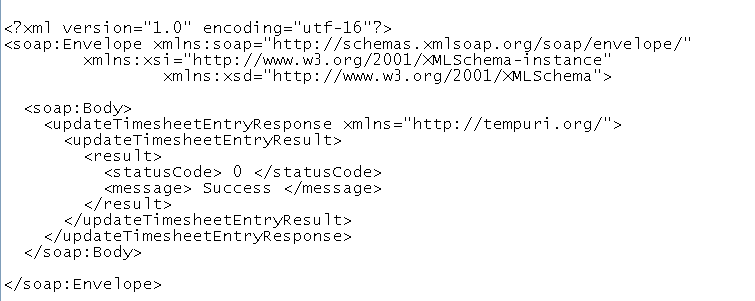 <?xml version="1.0" encoding="utf-16"?>
<soap:Envelope xmlns:soap="http://schemas.xmlsoap.org/soap/envelope/"
xmlns:xsi="http://www.w3.org/2001/XMLSchema-instance"
xmlns:xsd="http://www.w3.org/2001/XMLSchema">
<soap:Body>
<updateTimesheetEntryResponse xmlns="http://tempuri.org/">
<updateTimesheetEntryResult>
<result>
<statusCode> 0 </statusCode>
<message> Success </message>
</result>
</updateTimesheetEntryResult>
</updateTimesheetEntryResponse>
</soap:Body>
</soap:Envelope>